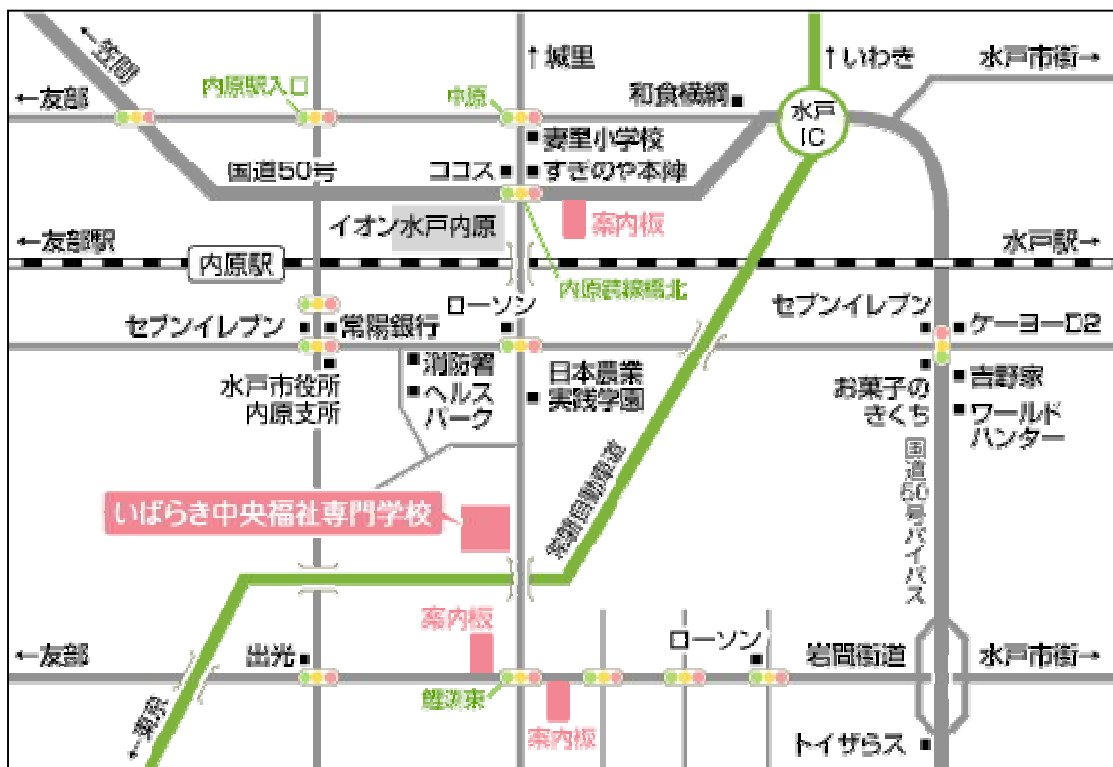 ←笠間
↑城里
↑いわき
水戸市街→
←友部
内原駅入口
中原
和食横綱
水戸
IC
妻里小学校
国道50号
ココス
すぎのや本陣
イオン水戸内原
案内板
←友部駅
水戸駅→
内原駅
内原跨線橋北
ローソン
セブンイレブン
常陽銀行
セブンイレブン
ケーヨーD2
水戸市役所
内原支所
消防署
ヘルス
パーク
日本農業
実践学園
お菓子の
きくち
吉野家
ワールド
ハンター
国道50号バイパス
いばらき中央福祉専門学校
常磐自動車道
案内板
←友部
出光
ローソン
岩間街道
水戸市街→
鯉淵東
案内板
←東京
トイザらス